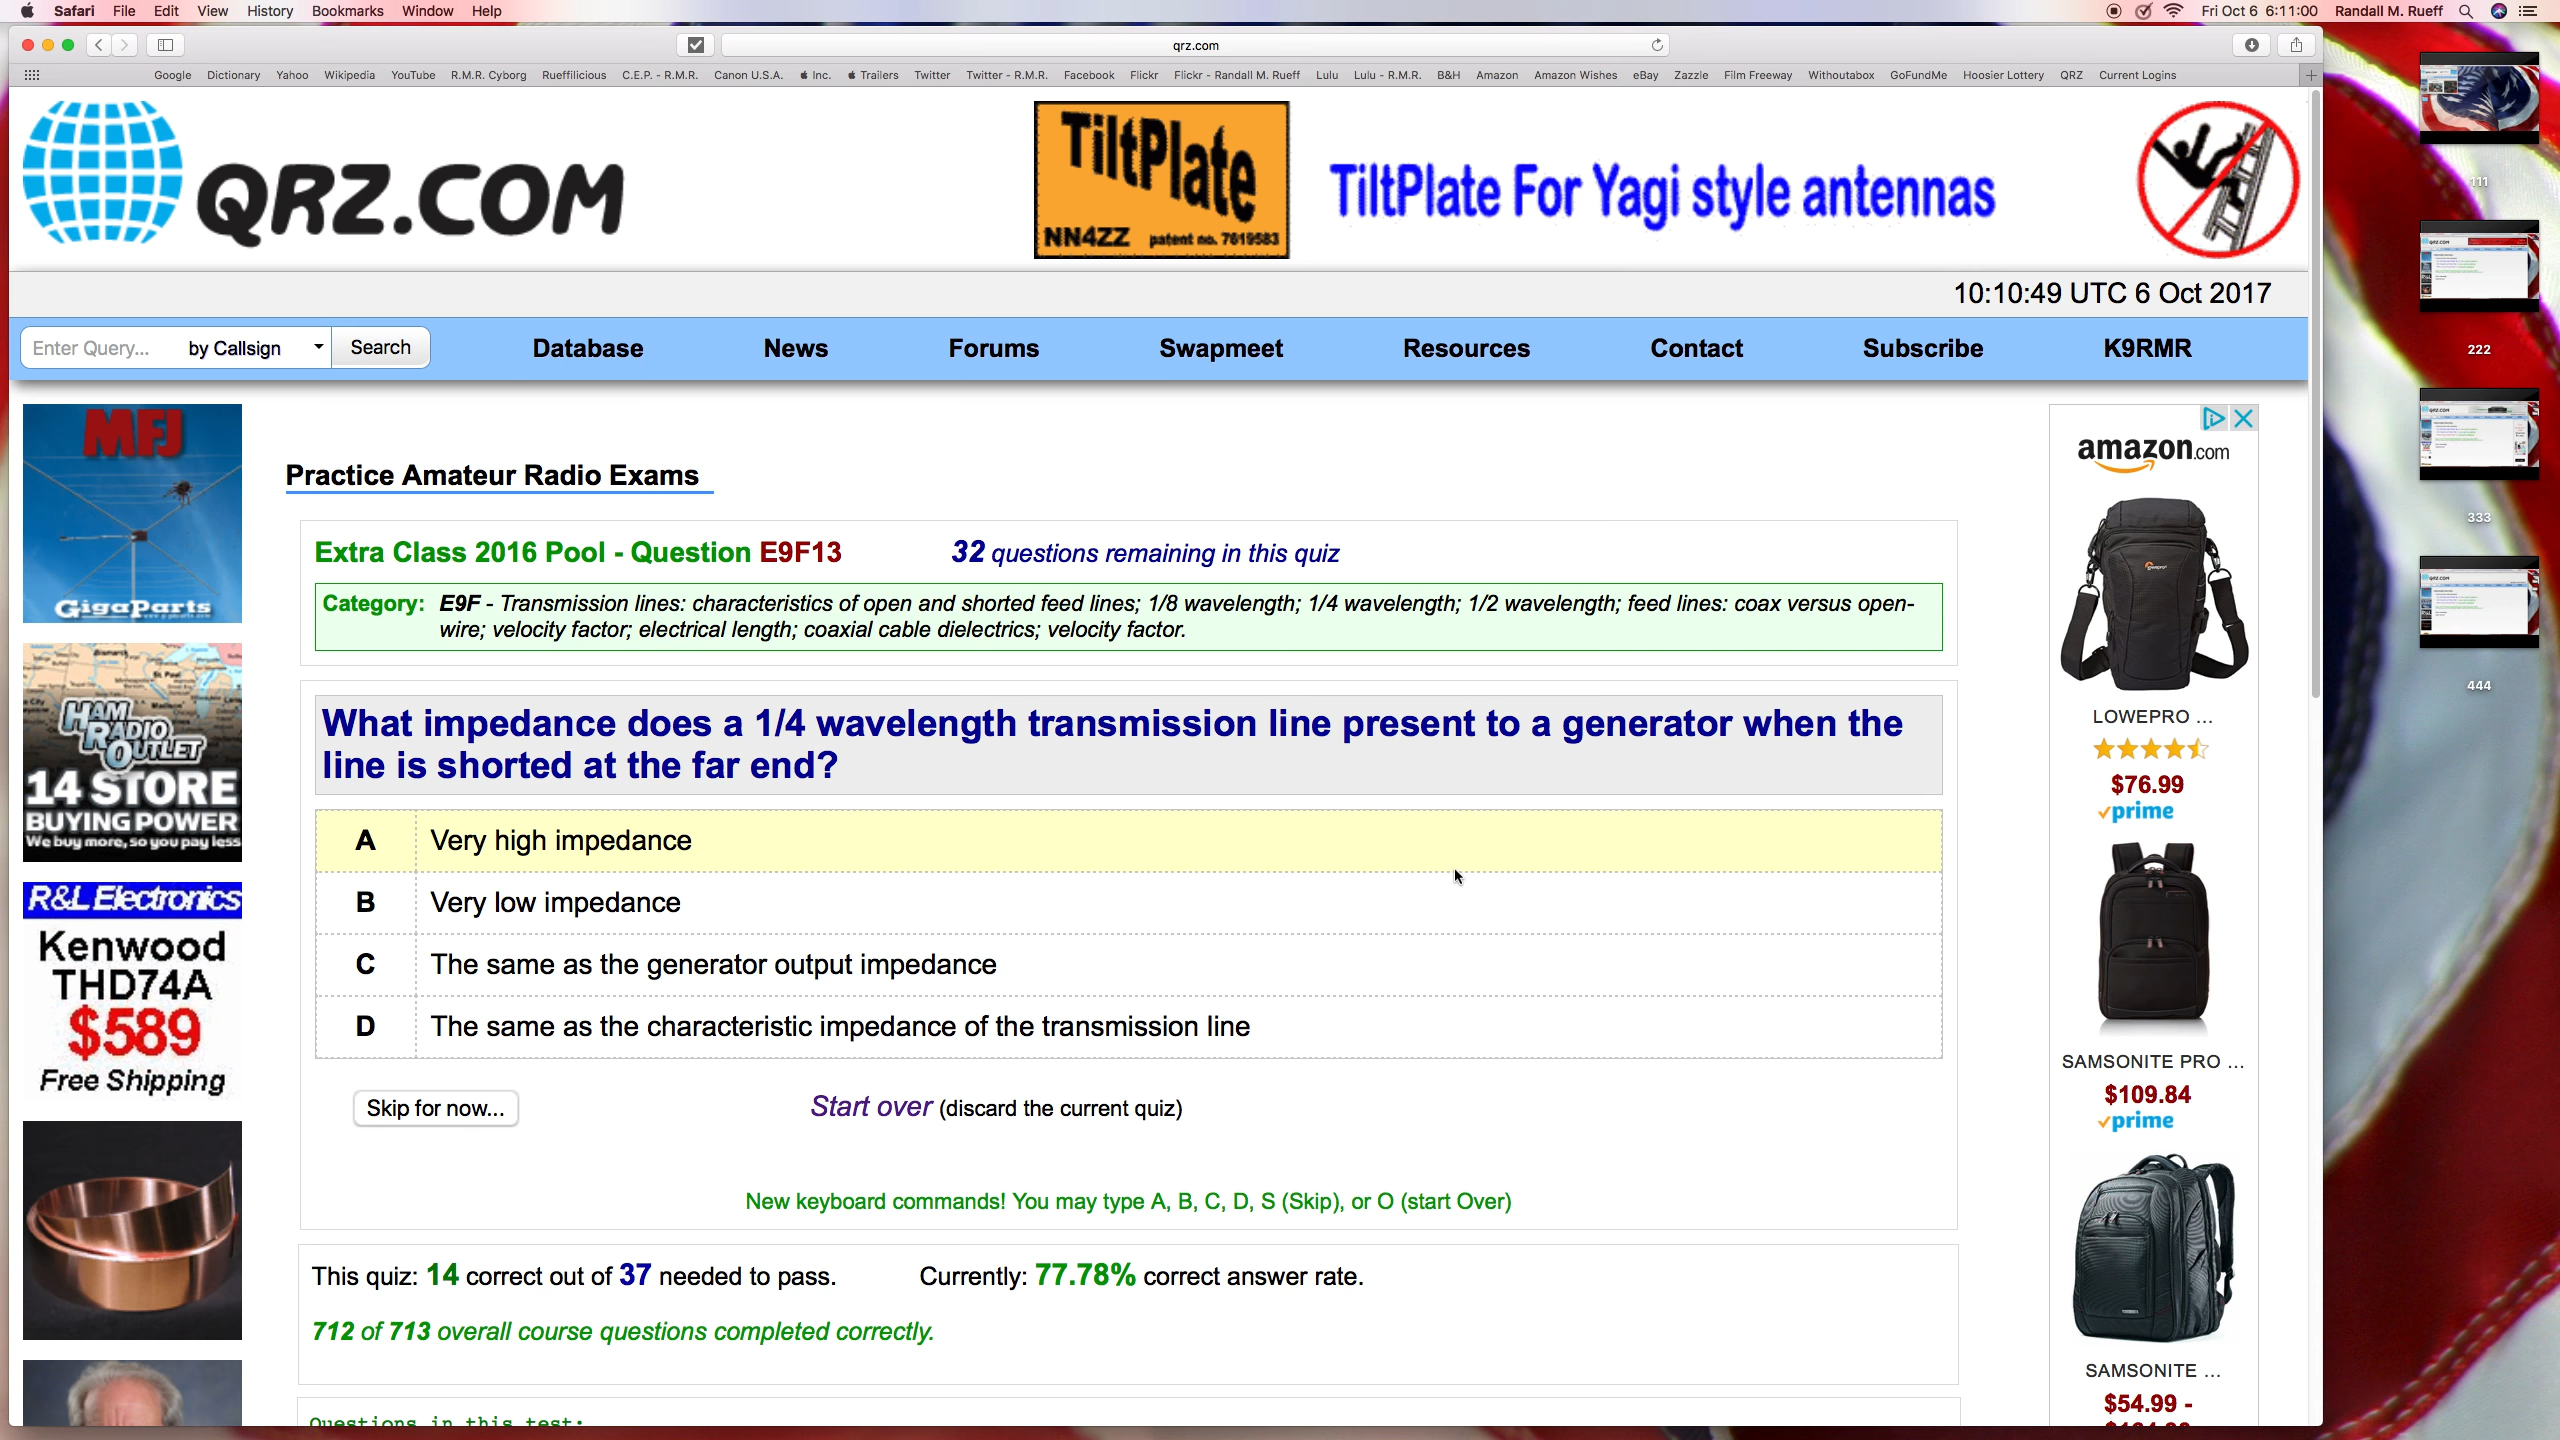 Safari File Edit View History Bookmarks Window Help
Fri Oct 6 6:11:00 Randall M. Rueff
qrz.com
Google Dictionary Yahoo Wikipedia YouTube R.M.R. Cyborg Rueffilicious C.E.P. - R.M.R. Canon U.S.A. Inc. Trailers Twitter Twitter - R.M.R. Facebook Flickr Flickr - Randall M. Rueff Lulu Lulu - R.M.R. B&H Amazon Amazon Wishes eBay Zazzle Film Freeway Withoutabox GoFundMe Hoosier Lottery QRZ Current Logins
QRZ.COM
TiltPlate
NN4ZZ patent no. 7619583
TiltPlate For Yagi style antennas
10:10:49 UTC 6 Oct 2017
Enter Query... by Callsign Search Database News Forums Swapmeet Resources Contact Subscribe K9RMR
MFJ
GigaParts
HAM RADIO OUTLET
14 STORE
BUYING POWER
We buy more, so you pay less
R&L Electronics
Kenwood
THD74A
$589
Free Shipping
Practice Amateur Radio Exams
Extra Class 2016 Pool - Question E9F13 32 questions remaining in this quiz
Category: E9F - Transmission lines: characteristics of open and shorted feed lines; 1/8 wavelength; 1/4 wavelength; 1/2 wavelength; feed lines: coax versus open-
wire; velocity factor; electrical length; coaxial cable dielectrics; velocity factor.
What impedance does a 1/4 wavelength transmission line present to a generator when the
line is shorted at the far end?
A Very high impedance
B Very low impedance
C The same as the generator output impedance
D The same as the characteristic impedance of the transmission line
Skip for now... Start over (discard the current quiz)
New keyboard commands! You may type A, B, C, D, S (Skip), or O (start Over)
This quiz: 14 correct out of 37 needed to pass. Currently: 77.78% correct answer rate.
712 of 713 overall course questions completed correctly.
Questions in this test:
amazon.com
LOWEPRO ...
$76.99
prime
SAMSONITE PRO ...
$109.84
prime
SAMSONITE ...
$54.99 -
111
222
333
444